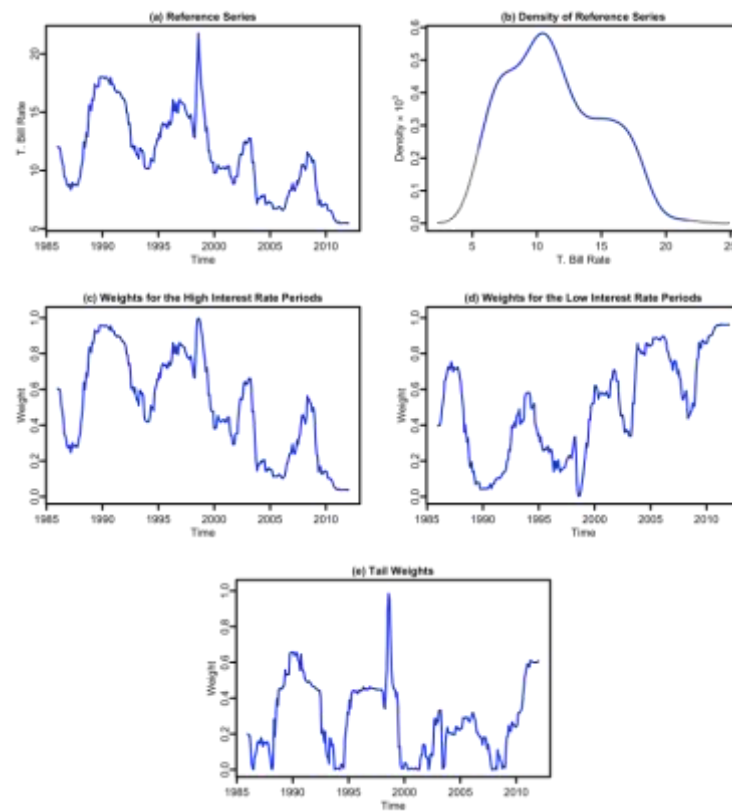 (a) Reference Series
T. Bill Rate
20
15
10
5
1985 1990 1995 2000 2005 2010
Time
(b) Density of Reference Series
Density × 10³
0.6
0.5
0.4
0.3
0.2
0.1
0.0
5 10 15 20 25
T. Bill Rate
(c) Weights for the High Interest Rate Periods
Weight
1.0
0.8
0.6
0.4
0.2
0.0
1985 1990 1995 2000 2005 2010
Time
(d) Weights for the Low Interest Rate Periods
Weight
1.0
0.8
0.6
0.4
0.2
0.0
1985 1990 1995 2000 2005 2010
Time
(e) Tail Weights
Weight
1.0
0.8
0.6
0.4
0.2
0.0
1985 1990 1995 2000 2005 2010
Time